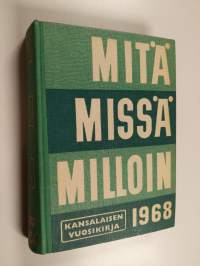 MITÄ
MISSÄ
MILLOIN
KANSALAISEN
VUOSIKIRJA
1968